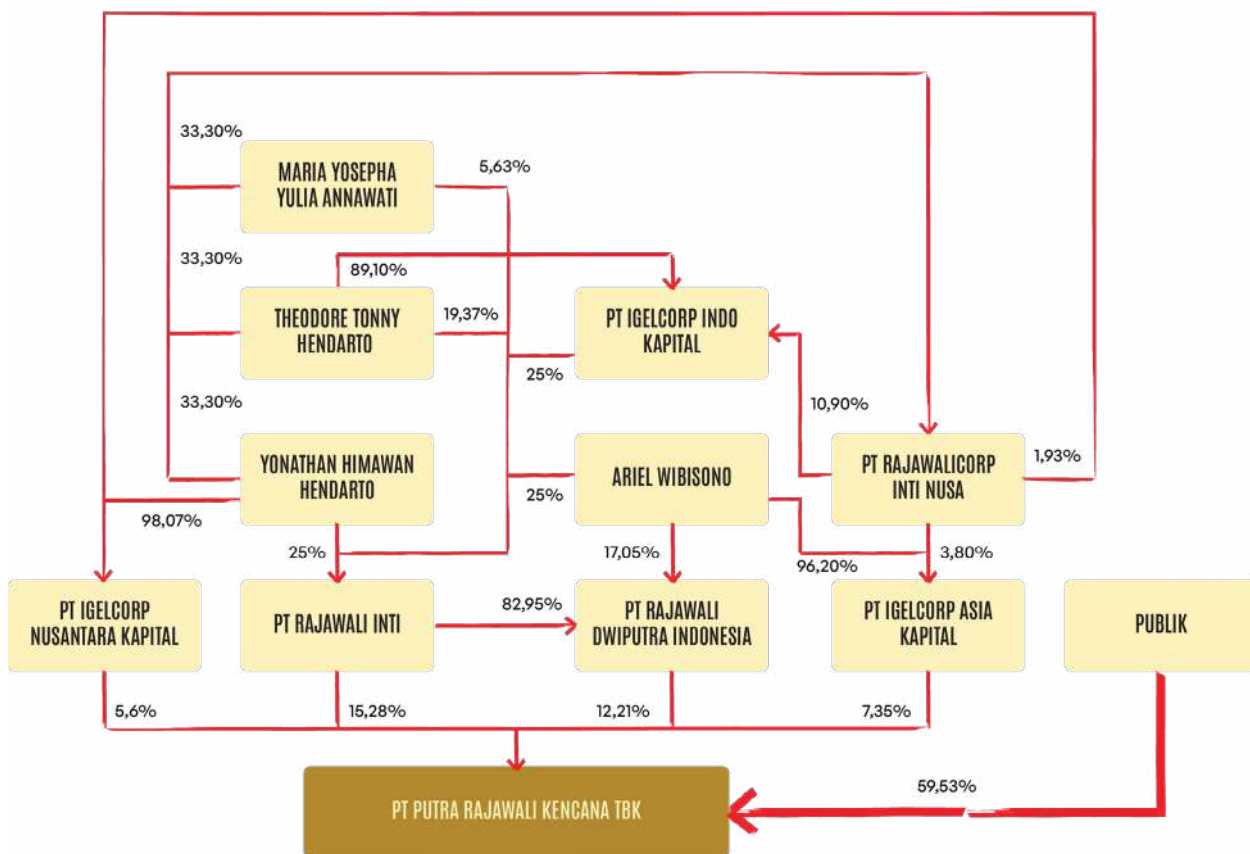 33,30%
MARIA YOSEPHA
YULIA ANNAWATI
5,63%
33,30%
89,10%
THEODORE TONNY
HENDARTO
19,37%
PT IGELCORP INDO
KAPITAL
25%
33,30%
10,90%
YONATHAN HIMAWAN
HENDARTO
ARIEL WIBISONO
PT RAJAWALICORP
INTI NUSA
1,93%
25%
98,07%
25%
17,05%
96,20%
3,80%
PT IGELCORP
NUSANTARA KAPITAL
PT RAJAWALI INTI
82,95%
PT RAJAWALI
DWIPUTRA INDONESIA
PT IGELCORP ASIA
KAPITAL
PUBLIK
5,6%
15,28%
12,21%
7,35%
59,53%
PT PUTRA RAJAWALI KENCANA TBK